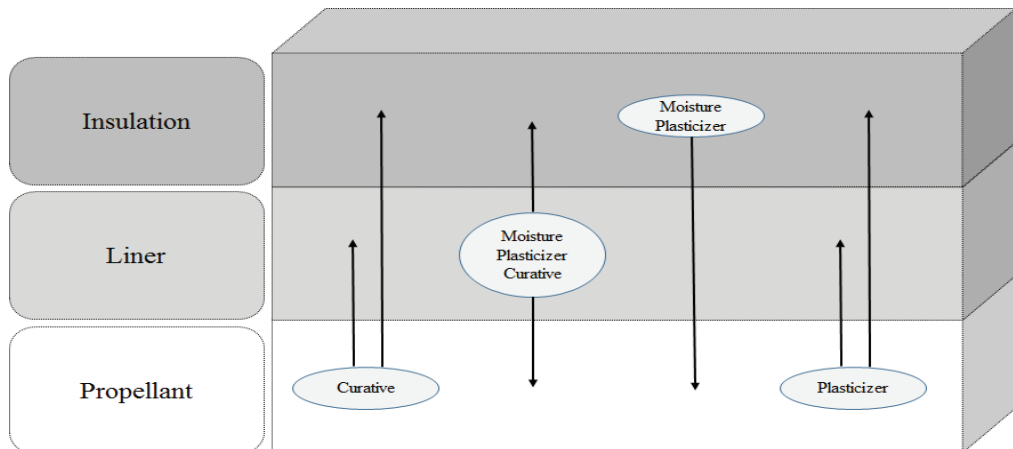 Insulation
Moisture
Plasticizer
Liner
Moisture
Plasticizer
Curative
Propellant
Curative
Plasticizer